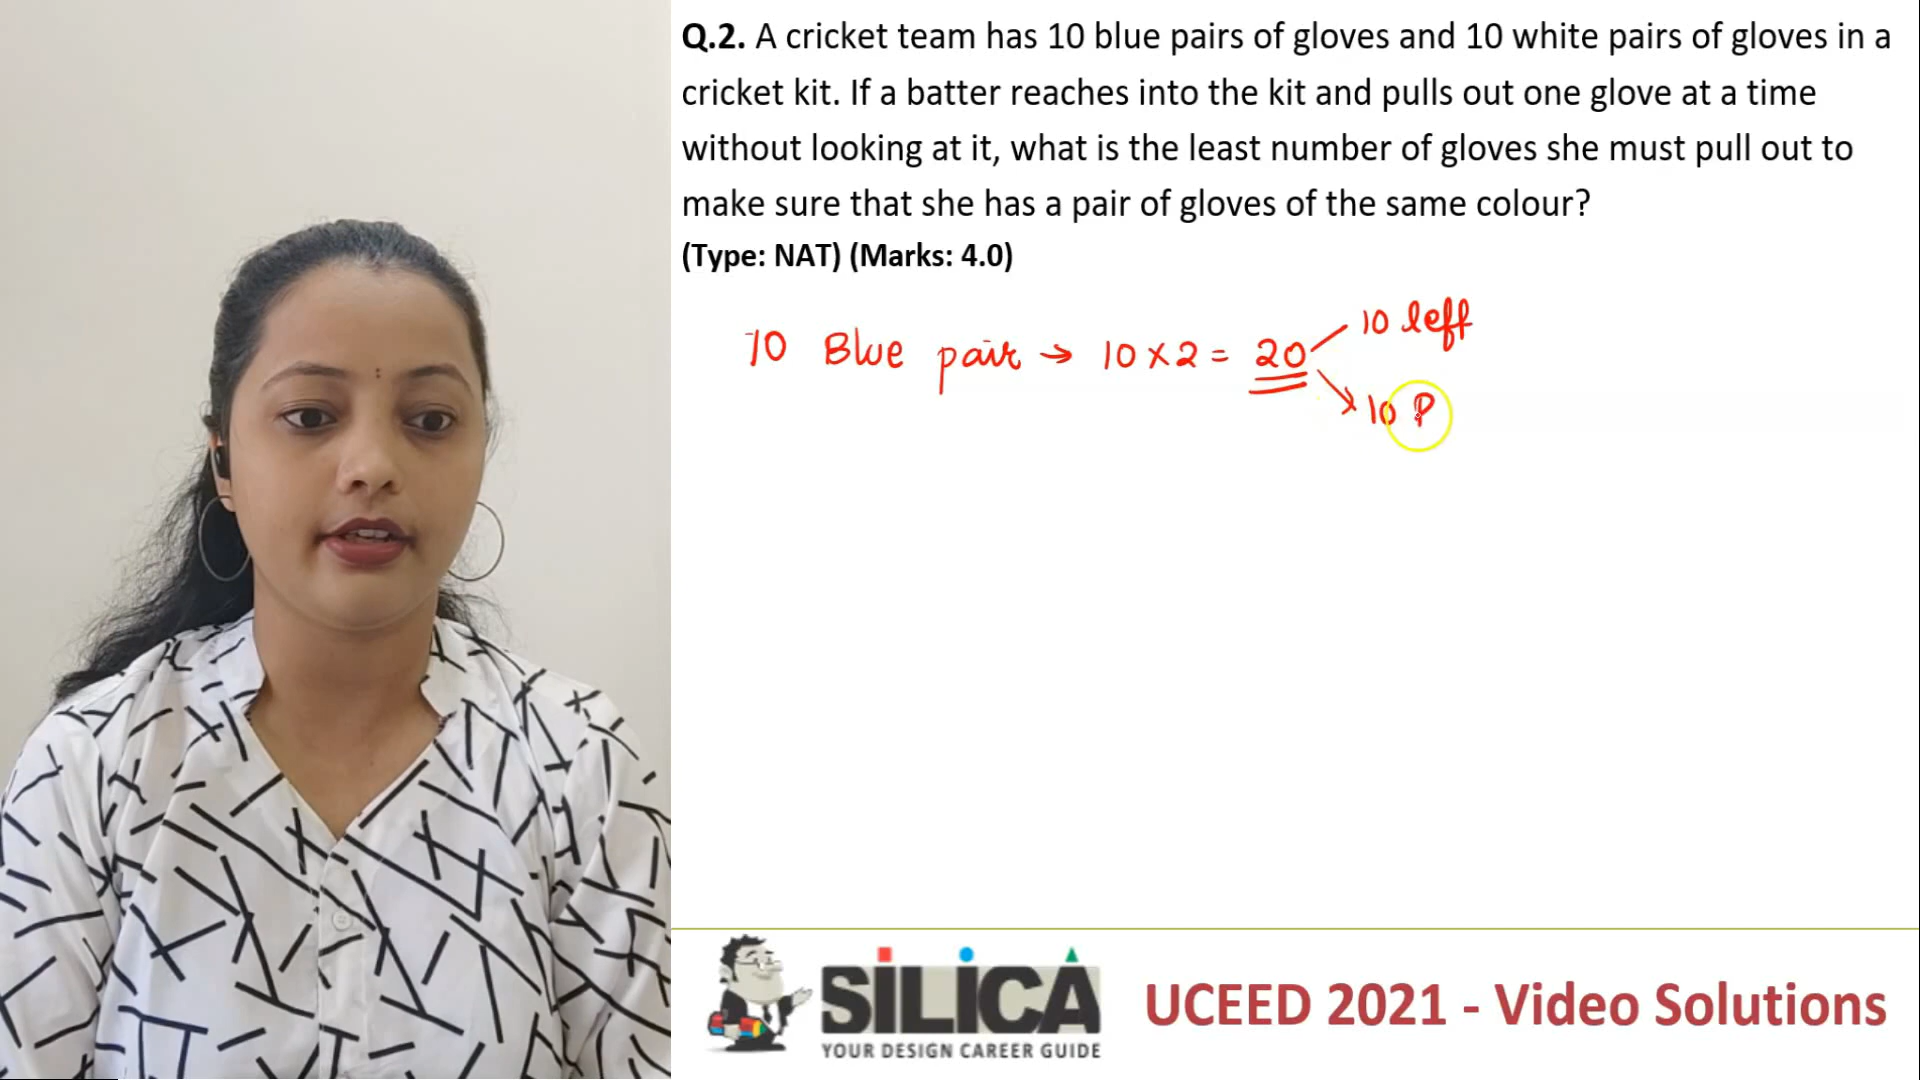 Q.2. A cricket team has 10 blue pairs of gloves and 10 white pairs of gloves in a
cricket kit. If a batter reaches into the kit and pulls out one glove at a time
without looking at it, what is the least number of gloves she must pull out to
make sure that she has a pair of gloves of the same colour?
(Type: NAT) (Marks: 4.0)
10 left
10 Blue pair → 10 × 2 = 20
10 P
SILICA
YOUR DESIGN CAREER GUIDE
UCEED 2021 - Video Solutions